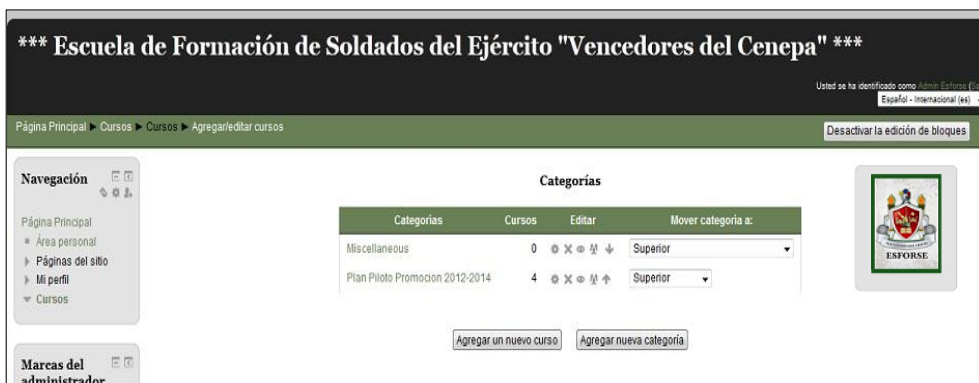 *** Escuela de Formación de Soldados del Ejército "Vencedores del Cenepa" ***
Usted se ha identificado como Admin Esforse
Español - Internacional (es)
Página Principal ► Cursos ► Cursos ► Agregar/editar cursos
Desactivar la edición de bloques
Navegación
Página Principal
Área personal
Páginas del sitio
Mi perfil
Cursos
Marcas del
administrador
Categorías
Categorías Cursos Editar Mover categoría a:
Miscellaneous 0 Superior
Plan Piloto Promocion 2012-2014 4 Superior
Agregar un nuevo curso Agregar nueva categoría
ESFORSE